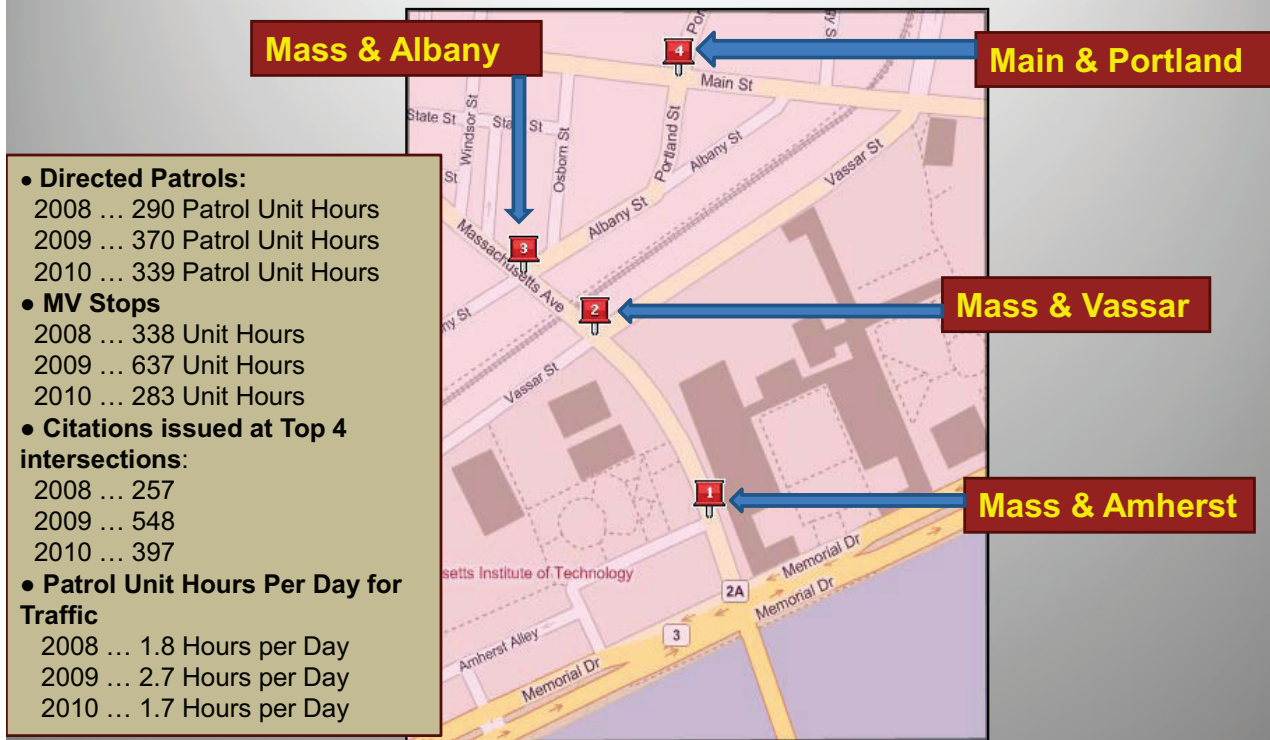 Mass & Albany
Main & Portland
Mass & Vassar
Mass & Amherst
● Directed Patrols:
2008 … 290 Patrol Unit Hours
2009 … 370 Patrol Unit Hours
2010 … 339 Patrol Unit Hours
● MV Stops
2008 … 338 Unit Hours
2009 … 637 Unit Hours
2010 … 283 Unit Hours
● Citations issued at Top 4
intersections:
2008 … 257
2009 … 548
2010 … 397
● Patrol Unit Hours Per Day for
Traffic
2008 … 1.8 Hours per Day
2009 … 2.7 Hours per Day
2010 … 1.7 Hours per Day
4
Main St
State St
Windsor St
St
Osborn St
Portland St
Albany St
Vassar St
St
Albany St
3
Massachusetts Ave
2
ny St
Vassar St
1
setts Institute of Technology
Memorial Dr
2A
Memorial Dr
3
Amherst Alley
Memorial Dr